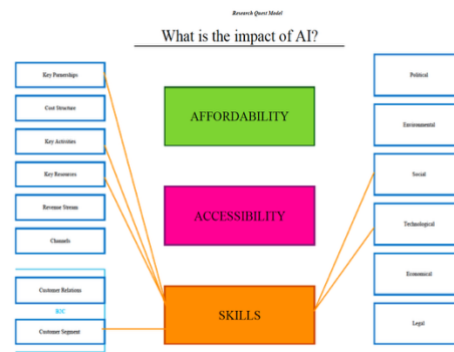 Research Quest Model
What is the impact of AI?
Key Partnerships
Cost Structure
Key Activities
Key Resources
Revenue Stream
Channels
Customer Relations
B2C
Customer Segment
AFFORDABILITY
ACCESSIBILITY
SKILLS
Political
Environmental
Social
Technological
Economical
Legal